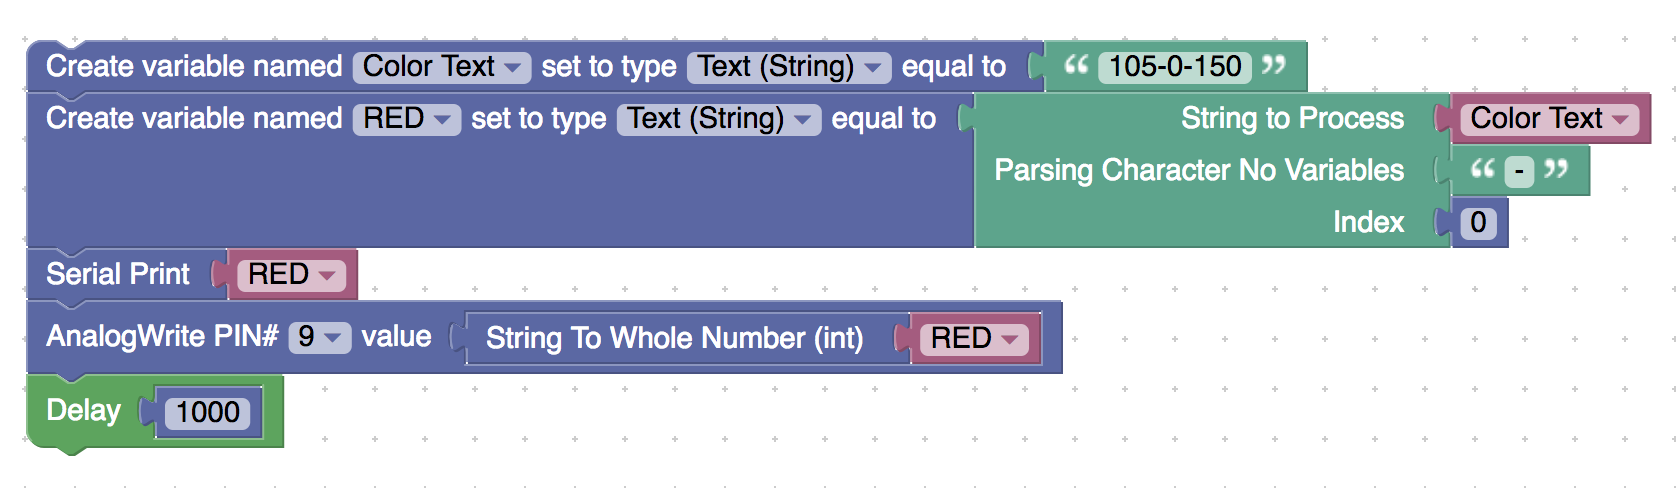 Create variable named Color Text set to type Text (String) equal to “ 105-0-150 ”
Create variable named RED set to type Text (String) equal to String to Process Color Text
Parsing Character No Variables “ - ”
Index 0
Serial Print RED
AnalogWrite PIN# 9 value String To Whole Number (int) RED
Delay 1000